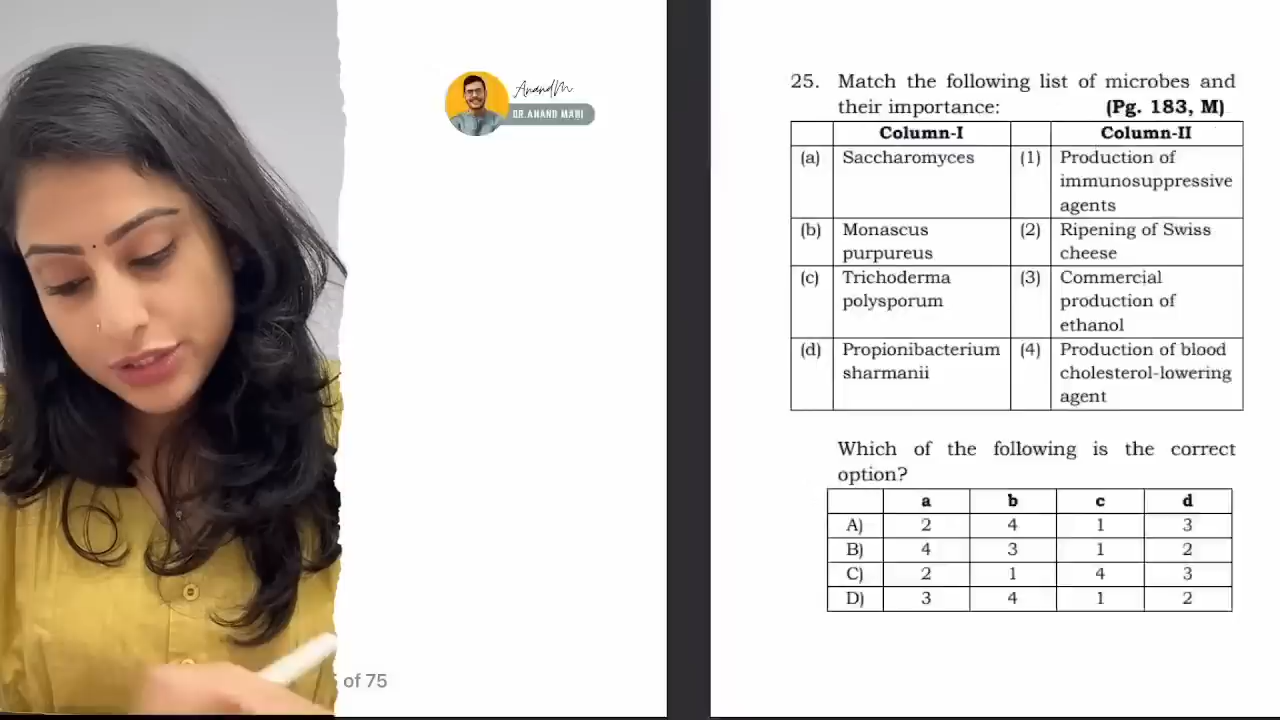 AnandM.
DR.ANAND MANI
of 75
25. Match the following list of microbes and
their importance: (Pg. 183, M)
Column-I Column-II
(a) Saccharomyces (1) Production of
immunosuppressive
agents
(b) Monascus (2) Ripening of Swiss
purpureus cheese
(c) Trichoderma (3) Commercial
polysporum production of
ethanol
(d) Propionibacterium (4) Production of blood
sharmanii cholesterol-lowering
agent
Which of the following is the correct
option?
a b c d
A) 2 4 1 3
B) 4 3 1 2
C) 2 1 4 3
D) 3 4 1 2